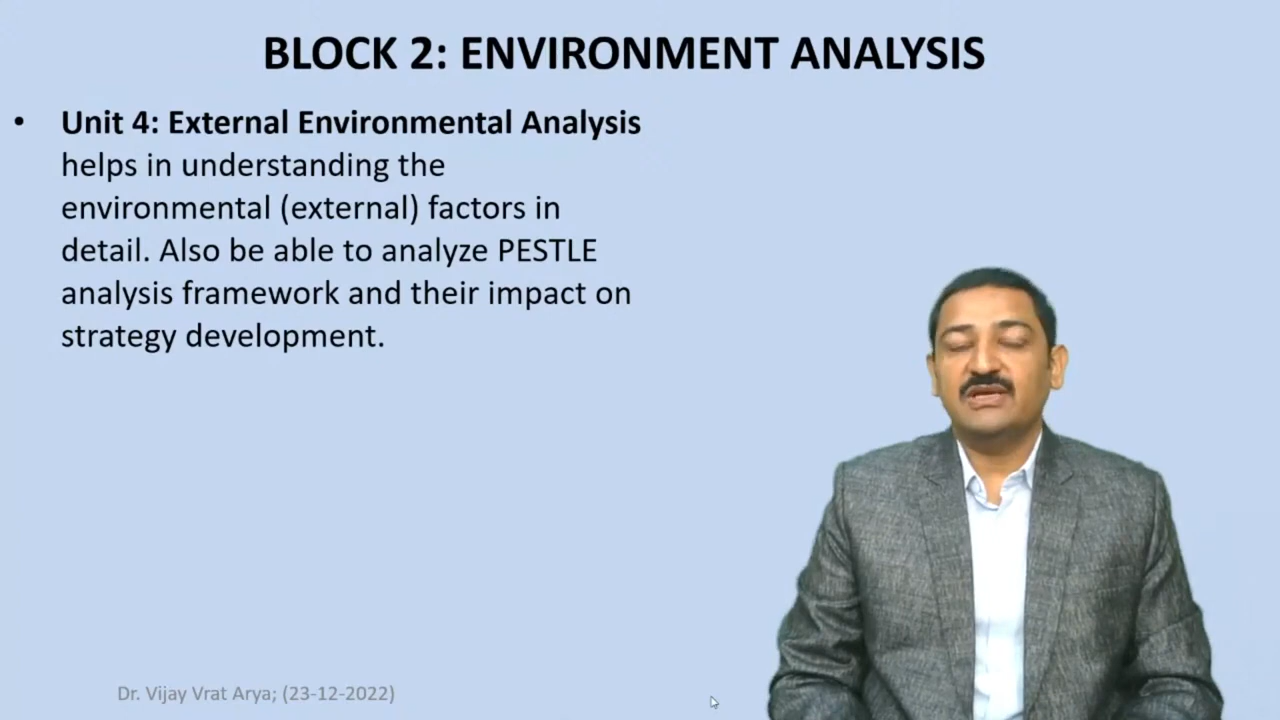 BLOCK 2: ENVIRONMENT ANALYSIS
• Unit 4: External Environmental Analysis
helps in understanding the
environmental (external) factors in
detail. Also be able to analyze PESTLE
analysis framework and their impact on
strategy development.
Dr. Vijay Vrat Arya; (23-12-2022)